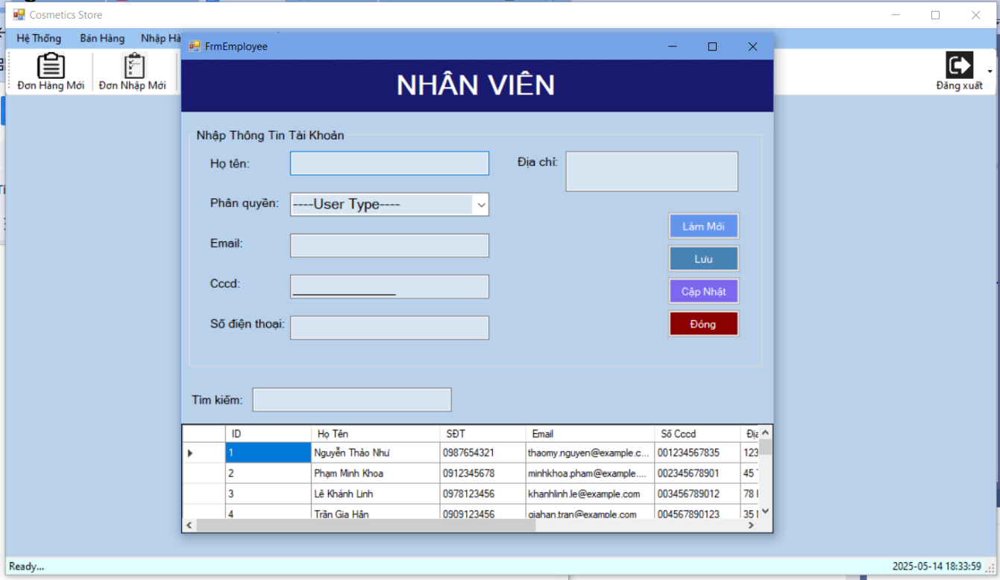 Cosmetics Store
Hệ Thống Bán Hàng Nhập
FrmEmployee
Đơn Hàng Mới Đơn Nhập Mới
Đăng xuất
NHÂN VIÊN
Nhập Thông Tin Tài Khoản
Họ tên:
Địa chỉ:
Phân quyền: ----User Type----
Làm Mới
Email:
Lưu
Cccd: _______________
Cập Nhật
Số điện thoại:
Đóng
Tìm kiếm:
ID Họ Tên SĐT Email Số Cccd
1 Nguyễn Thảo Như 0987654321 thaomy.nguyen@example.c... 001234567835 123
2 Phạm Minh Khoa 0912345678 minhkhoa.pham@example.... 002345678901 45
3 Lê Khánh Linh 0978123456 khanhlinh.le@example.com 003456789012 78
4 Trần Gia Hân 0909123456 giahan.tran@example.com 004567890123 35
Ready...
2025-05-14 18:33:59